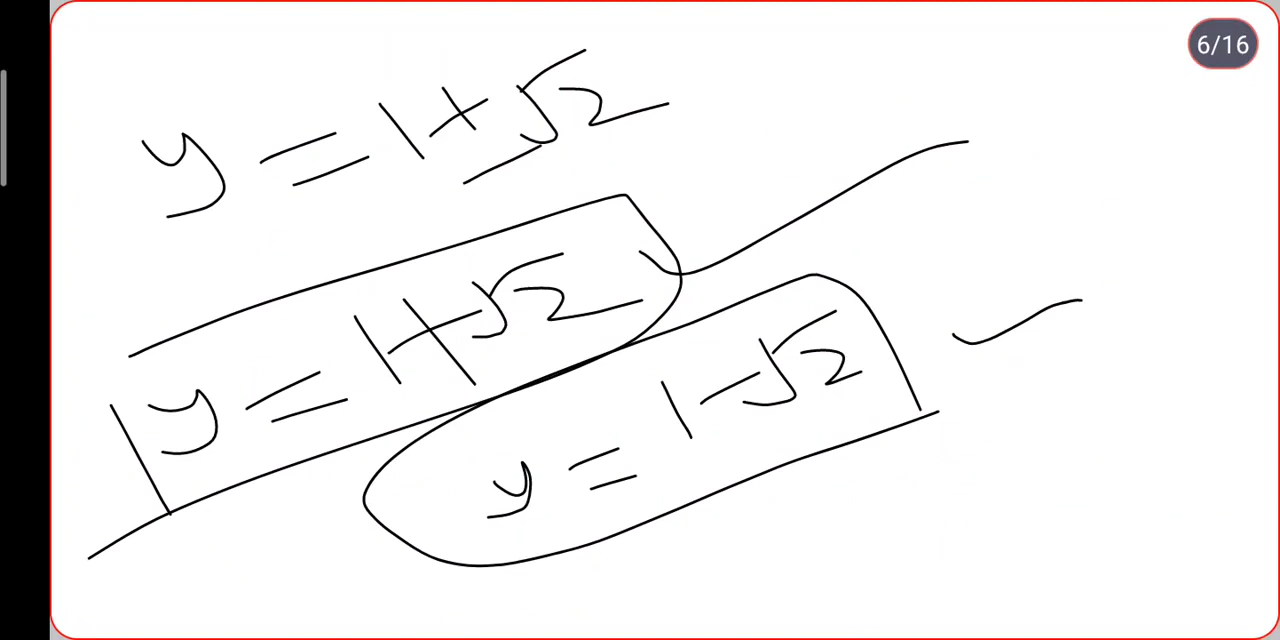 6/16
y = 1 ± √2
y = 1 + √2
y = 1 - √2